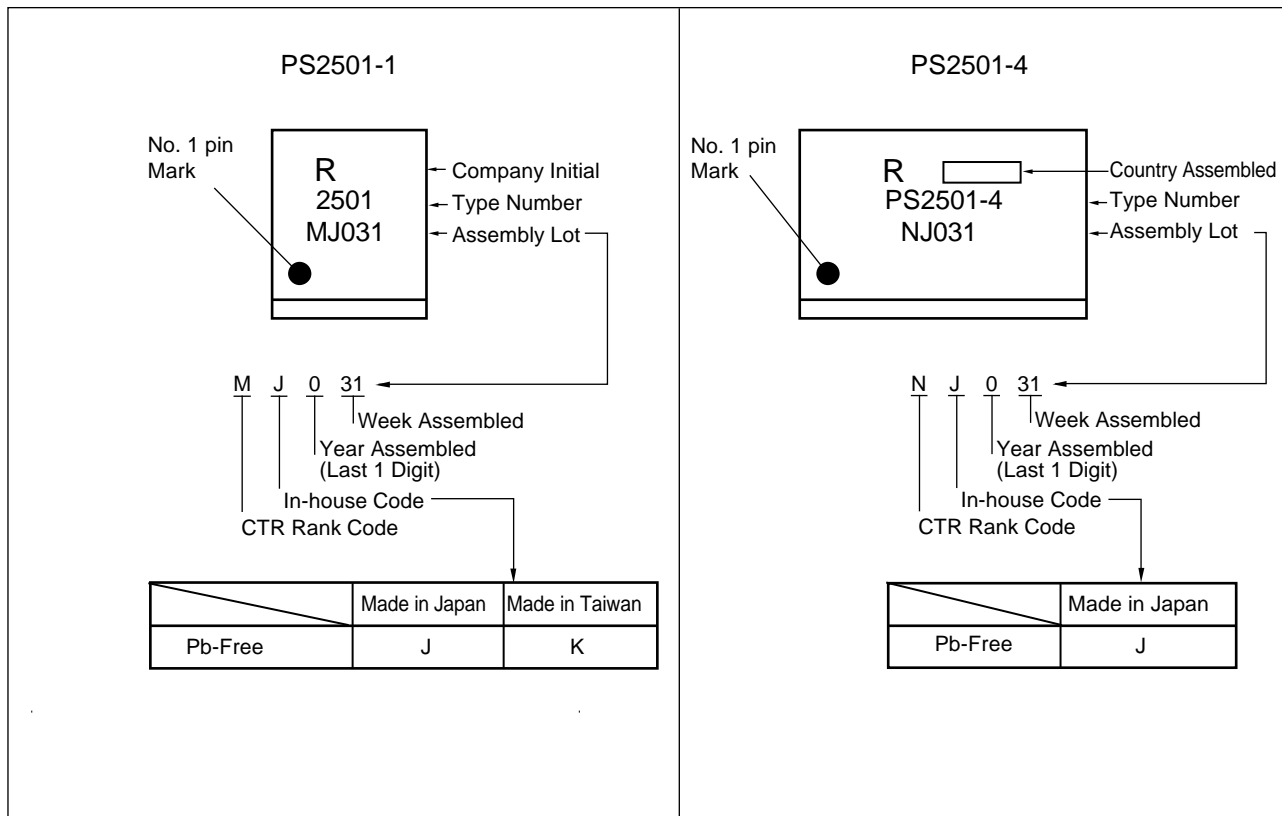 PS2501-1
No. 1 pin
Mark
R
2501
MJ031
Company Initial
Type Number
Assembly Lot
M J 0 31
Week Assembled
Year Assembled
(Last 1 Digit)
In-house Code
CTR Rank Code
Made in Japan Made in Taiwan
Pb-Free J K
PS2501-4
No. 1 pin
Mark
R
PS2501-4
NJ031
Country Assembled
Type Number
Assembly Lot
N J 0 31
Week Assembled
Year Assembled
(Last 1 Digit)
In-house Code
CTR Rank Code
Made in Japan
Pb-Free J